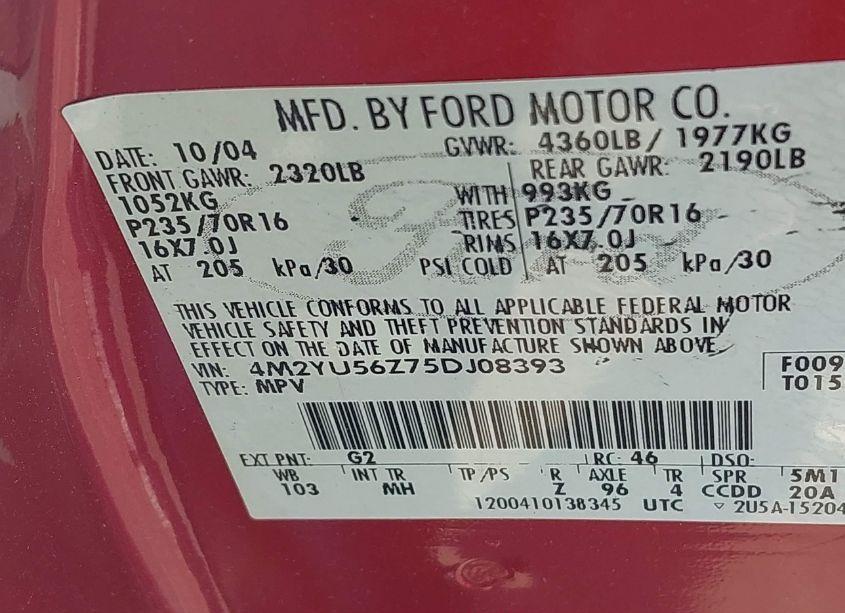 MFD. BY FORD MOTOR CO.
DATE: 10/04 GVWR: 4360LB/ 1977KG
FRONT GAWR: 2320LB REAR GAWR: 2190LB
1052KG WITH 993KG
P235/70R16 TIRES P235/70R16
16X7.0J RIMS 16X7.0J
AT 205 kPa/30 PSI COLD AT 205 kPa/30
THIS VEHICLE CONFORMS TO ALL APPLICABLE FEDERAL MOTOR
VEHICLE SAFETY AND THEFT PREVENTION STANDARDS IN
EFFECT ON THE DATE OF MANUFACTURE SHOWN ABOVE.
VIN: 4M2YU56Z75DJ08393 F009
TYPE: MPV T015
EXT PNT: G2 RC: 46 DSO:
WB INT TR TP/PS R AXLE TR SPR 5M1
103 MH Z 96 4 CCDD 20A
1200410138345 UTC ▽ 2U5A-15204